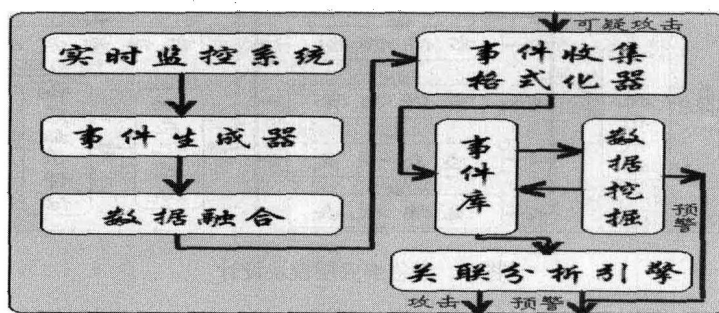 实时监控系统
事件生成器
数据融合
可疑攻击
事件收集
格式化器
事件库
数据挖掘
预警
关联分析引擎
攻击
预警